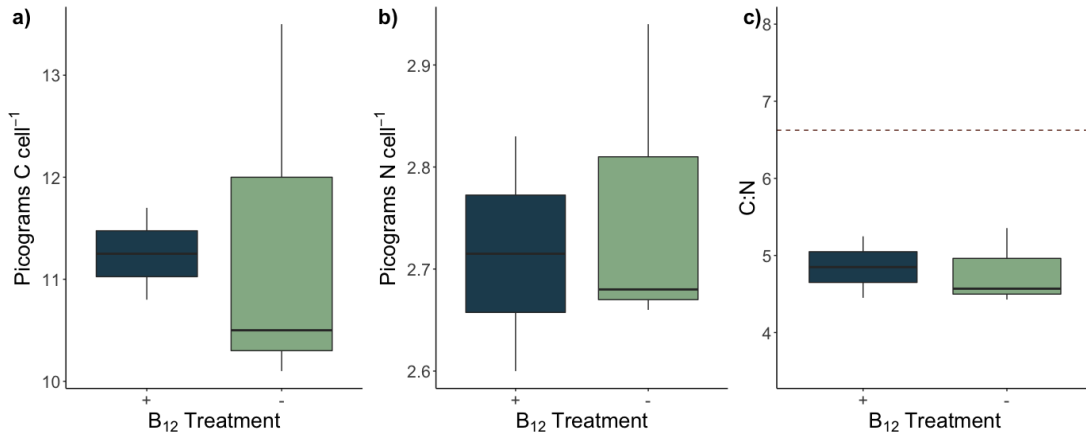 a)
Picograms C cell⁻¹
13
12
11
10
+
-
B₁₂ Treatment
b)
Picograms N cell⁻¹
2.9
2.8
2.7
2.6
+
-
B₁₂ Treatment
c)
C:N
8
7
6
5
4
+
-
B₁₂ Treatment